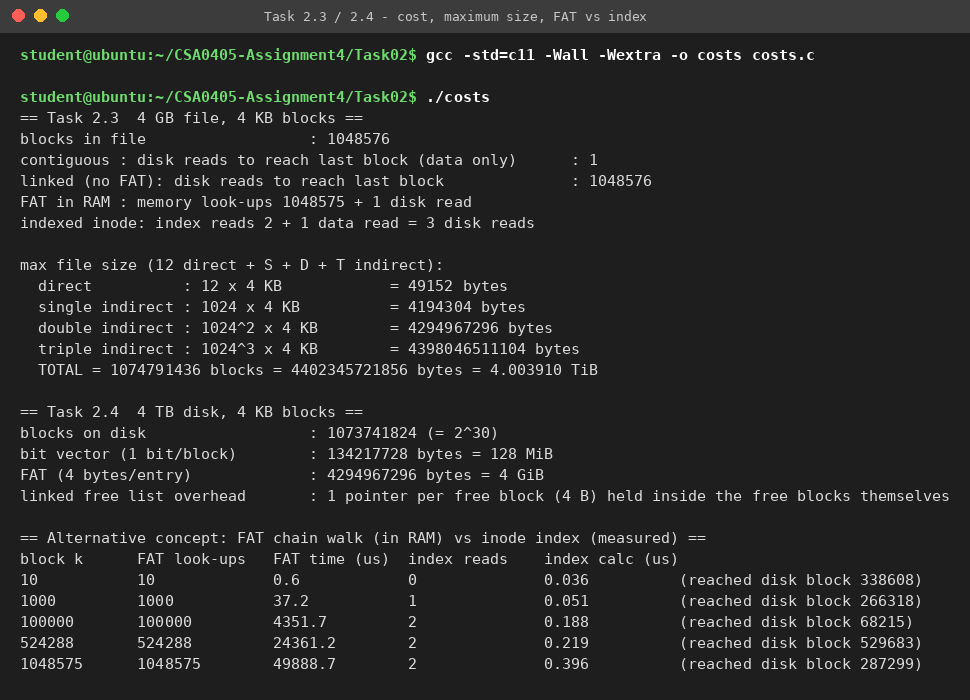 Task 2.3 / 2.4 - cost, maximum size, FAT vs index
student@ubuntu:~/CSA0405-Assignment4/Task02$ gcc -std=c11 -Wall -Wextra -o costs costs.c
student@ubuntu:~/CSA0405-Assignment4/Task02$ ./costs
== Task 2.3  4 GB file, 4 KB blocks ==
blocks in file                  : 1048576
contiguous : disk reads to reach last block (data only)      : 1
linked (no FAT): disk reads to reach last block              : 1048576
FAT in RAM : memory look-ups 1048575 + 1 disk read
indexed inode: index reads 2 + 1 data read = 3 disk reads
max file size (12 direct + S + D + T indirect):
  direct          : 12 x 4 KB            = 49152 bytes
  single indirect : 1024 x 4 KB          = 4194304 bytes
  double indirect : 1024^2 x 4 KB        = 4294967296 bytes
  triple indirect : 1024^3 x 4 KB        = 4398046511104 bytes
  TOTAL = 1074791436 blocks = 4402345721856 bytes = 4.003910 TiB
== Task 2.4  4 TB disk, 4 KB blocks ==
blocks on disk                  : 1073741824 (= 2^30)
bit vector (1 bit/block)        : 134217728 bytes = 128 MiB
FAT (4 bytes/entry)             : 4294967296 bytes = 4 GiB
linked free list overhead       : 1 pointer per free block (4 B) held inside the free blocks themselves
== Alternative concept: FAT chain walk (in RAM) vs inode index (measured) ==
block k      FAT look-ups   FAT time (us)  index reads    index calc (us)
10           10             0.6            0              0.036          (reached disk block 338608)
1000         1000           37.2           1              0.051          (reached disk block 266318)
100000       100000         4351.7         2              0.188          (reached disk block 68215)
524288       524288         24361.2        2              0.219          (reached disk block 529683)
1048575      1048575        49888.7        2              0.396          (reached disk block 287299)